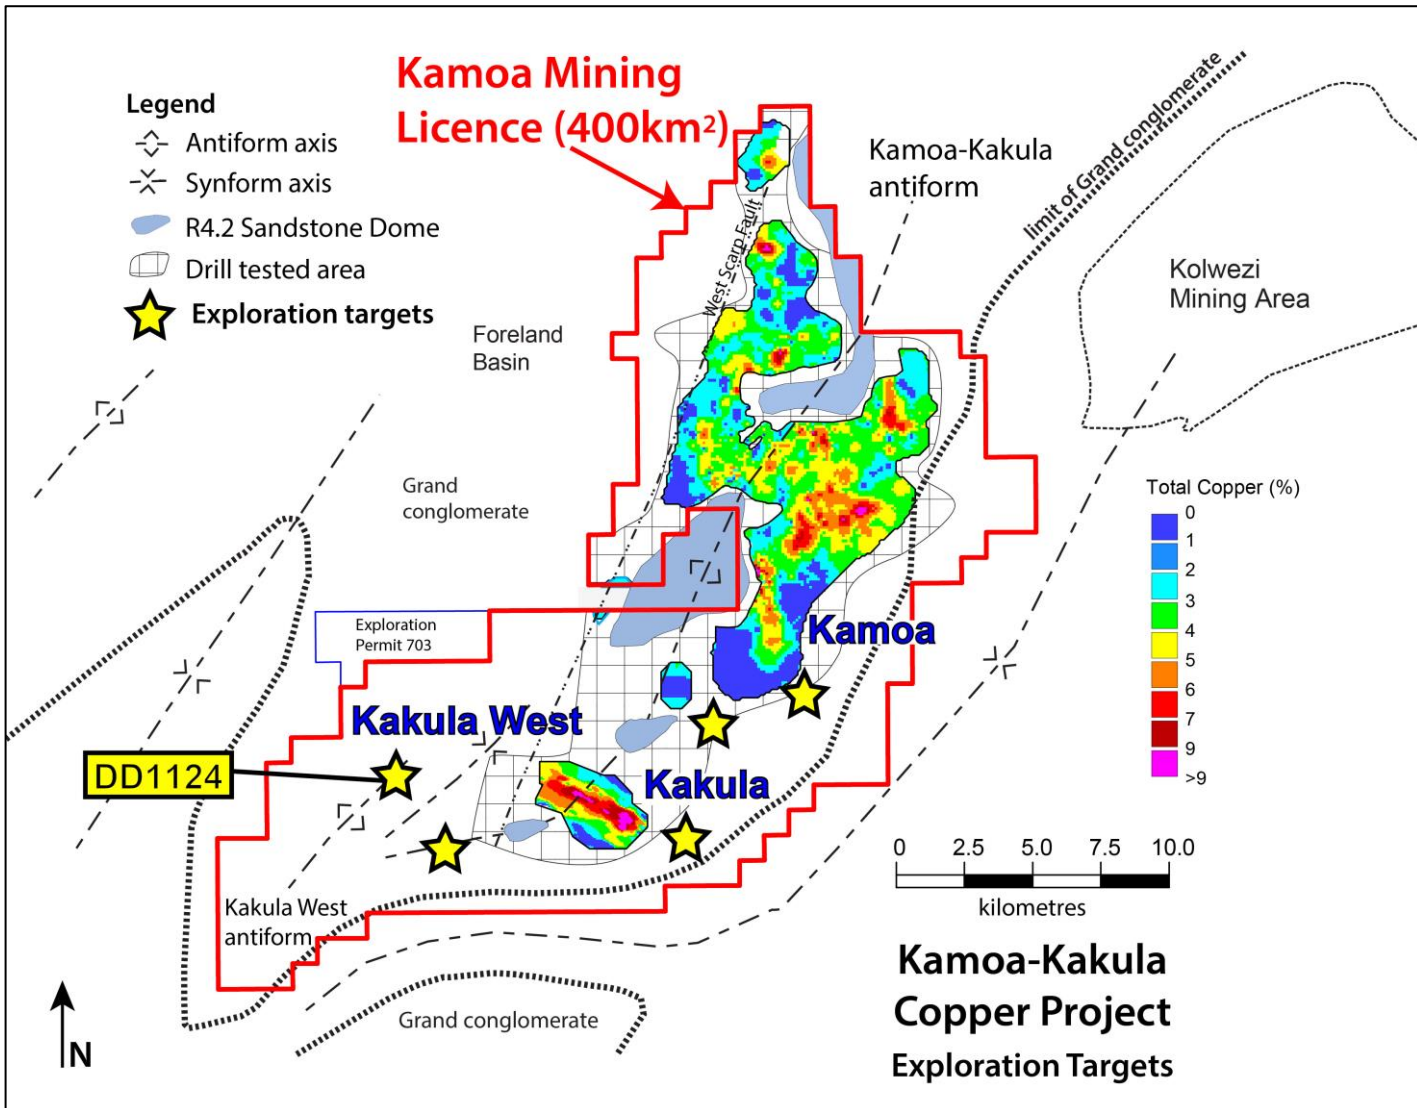 Kamoa Mining
Licence (400km²)
Legend
Antiform axis
Synform axis
R4.2 Sandstone Dome
Drill tested area
Exploration targets
Kamoa-Kakula
antiform
limit of Grand conglomerate
Kolwezi
Mining Area
West Scarp Fault
Foreland
Basin
Grand
conglomerate
Total Copper (%)
0
1
2
3
4
5
6
7
9
>9
Exploration
Permit 703
Kamoa
Kakula West
DD1124
Kakula
0 2.5 5.0 7.5 10.0
kilometres
Kakula West
antiform
Grand conglomerate
Kamoa-Kakula
Copper Project
Exploration Targets
N